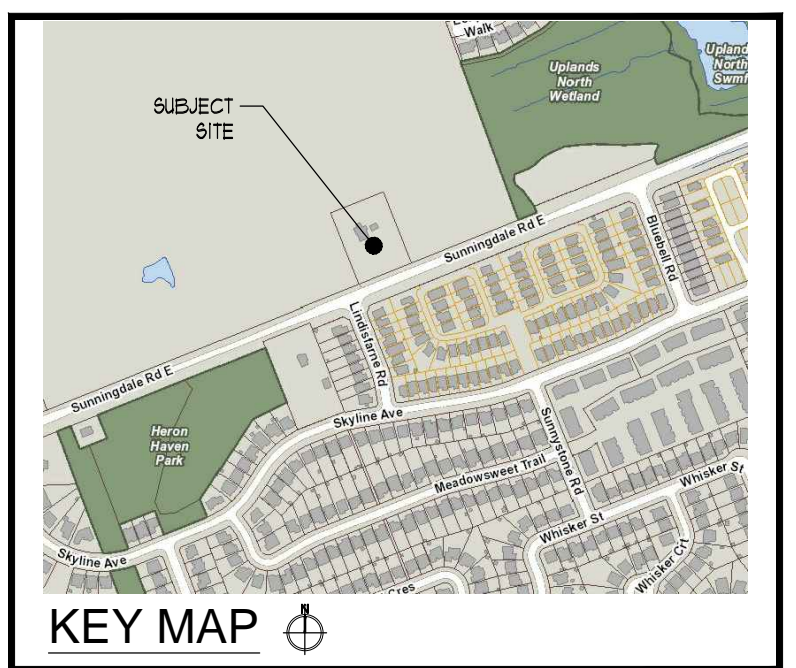 Walk
Uplands
North
Wetland
Upland
North
Swmf
SUBJECT
SITE
Sunningdale Rd E
Bluebell Rd
Lindisfarne Rd
Sunningdale Rd E
Heron
Haven
Park
Skyline Ave
Sunnystone Rd
Meadowsweet Trail
Whisker St
Whisker St
Skyline Ave
Whisker Crt
Cres
KEY MAP
N